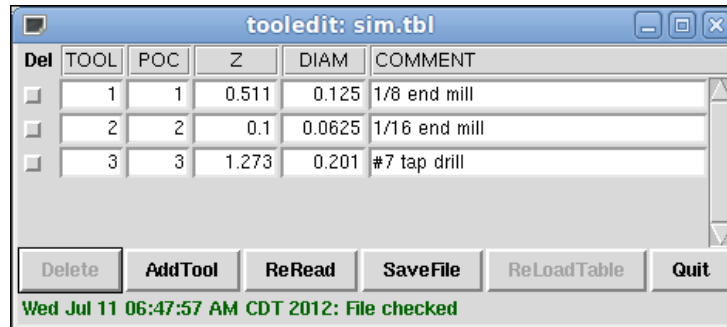 tooledit: sim.tbl
Del TOOL POC Z DIAM COMMENT
1 1 0.511 0.125 1/8 end mill
2 2 0.1 0.0625 1/16 end mill
3 3 1.273 0.201 #7 tap drill
Delete AddTool ReRead SaveFile ReLoadTable Quit
Wed Jul 11 06:47:57 AM CDT 2012: File checked